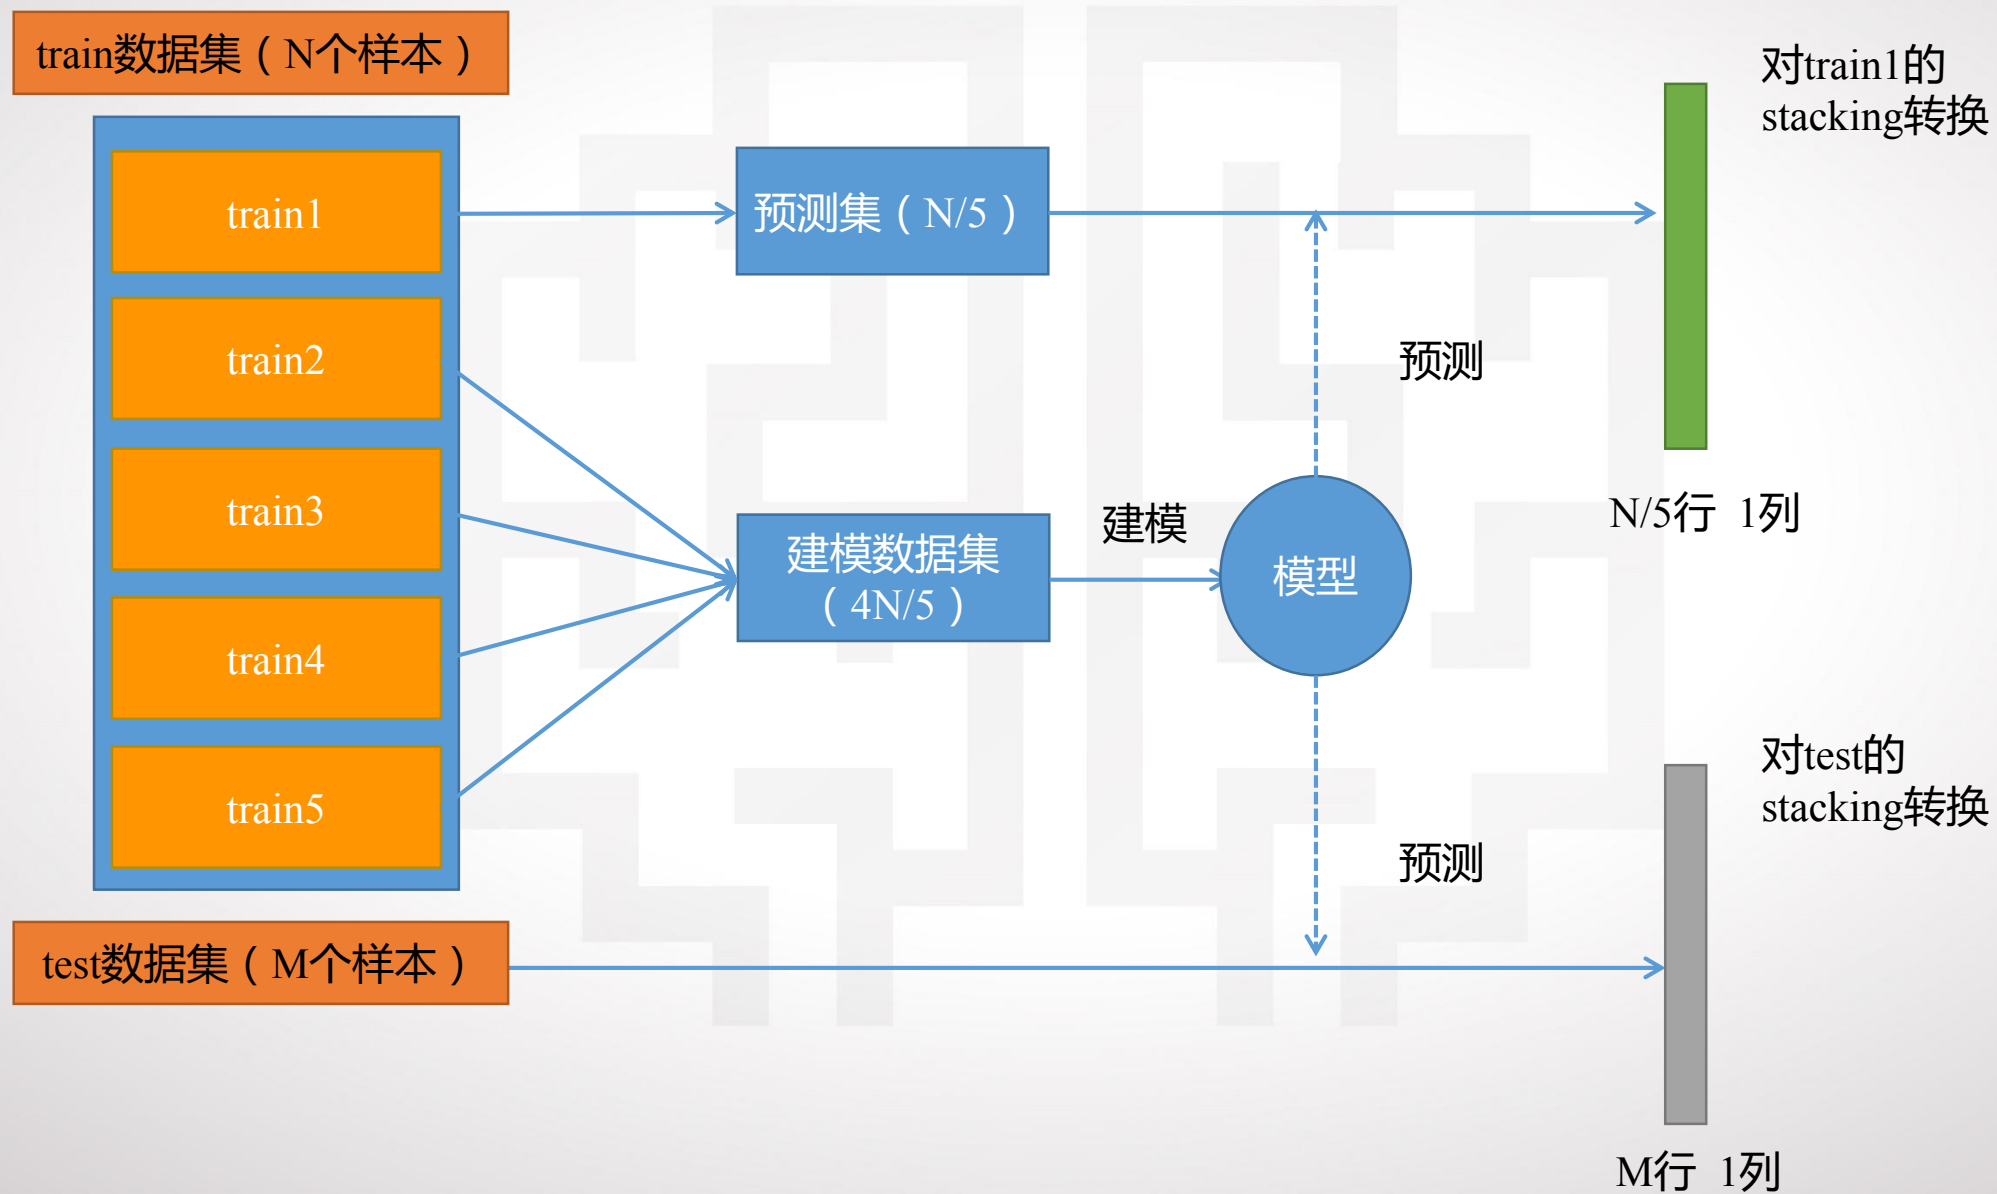 train数据集（N个样本）
train1
train2
train3
train4
train5
test数据集（M个样本）
预测集（N/5）
建模数据集
（4N/5）
建模
模型
预测
预测
对train1的
stacking转换
N/5行 1列
对test的
stacking转换
M行 1列